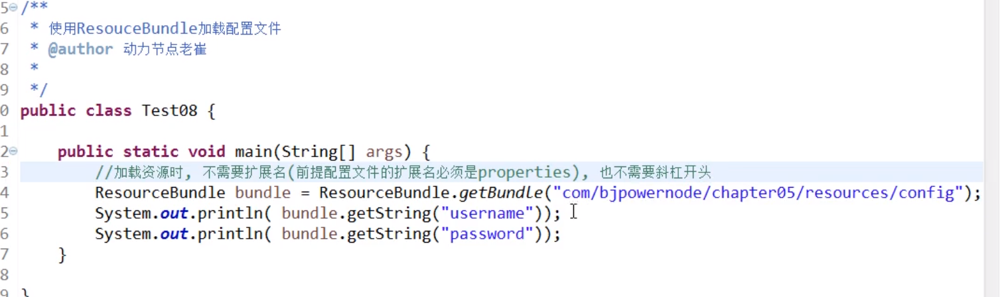 5 /**
6 * 使用ResouceBundle加载配置文件
7 * @author 动力节点老崔
8 *
9 */
0 public class Test08 {
1
2 public static void main(String[] args) {
3 //加载资源时, 不需要扩展名(前提配置文件的扩展名必须是properties), 也不需要斜杠开头
4 ResourceBundle bundle = ResourceBundle.getBundle("com/bjpowernode/chapter05/resources/config");
5 System.out.println( bundle.getString("username"));
6 System.out.println( bundle.getString("password"));
7 }
8
9 }